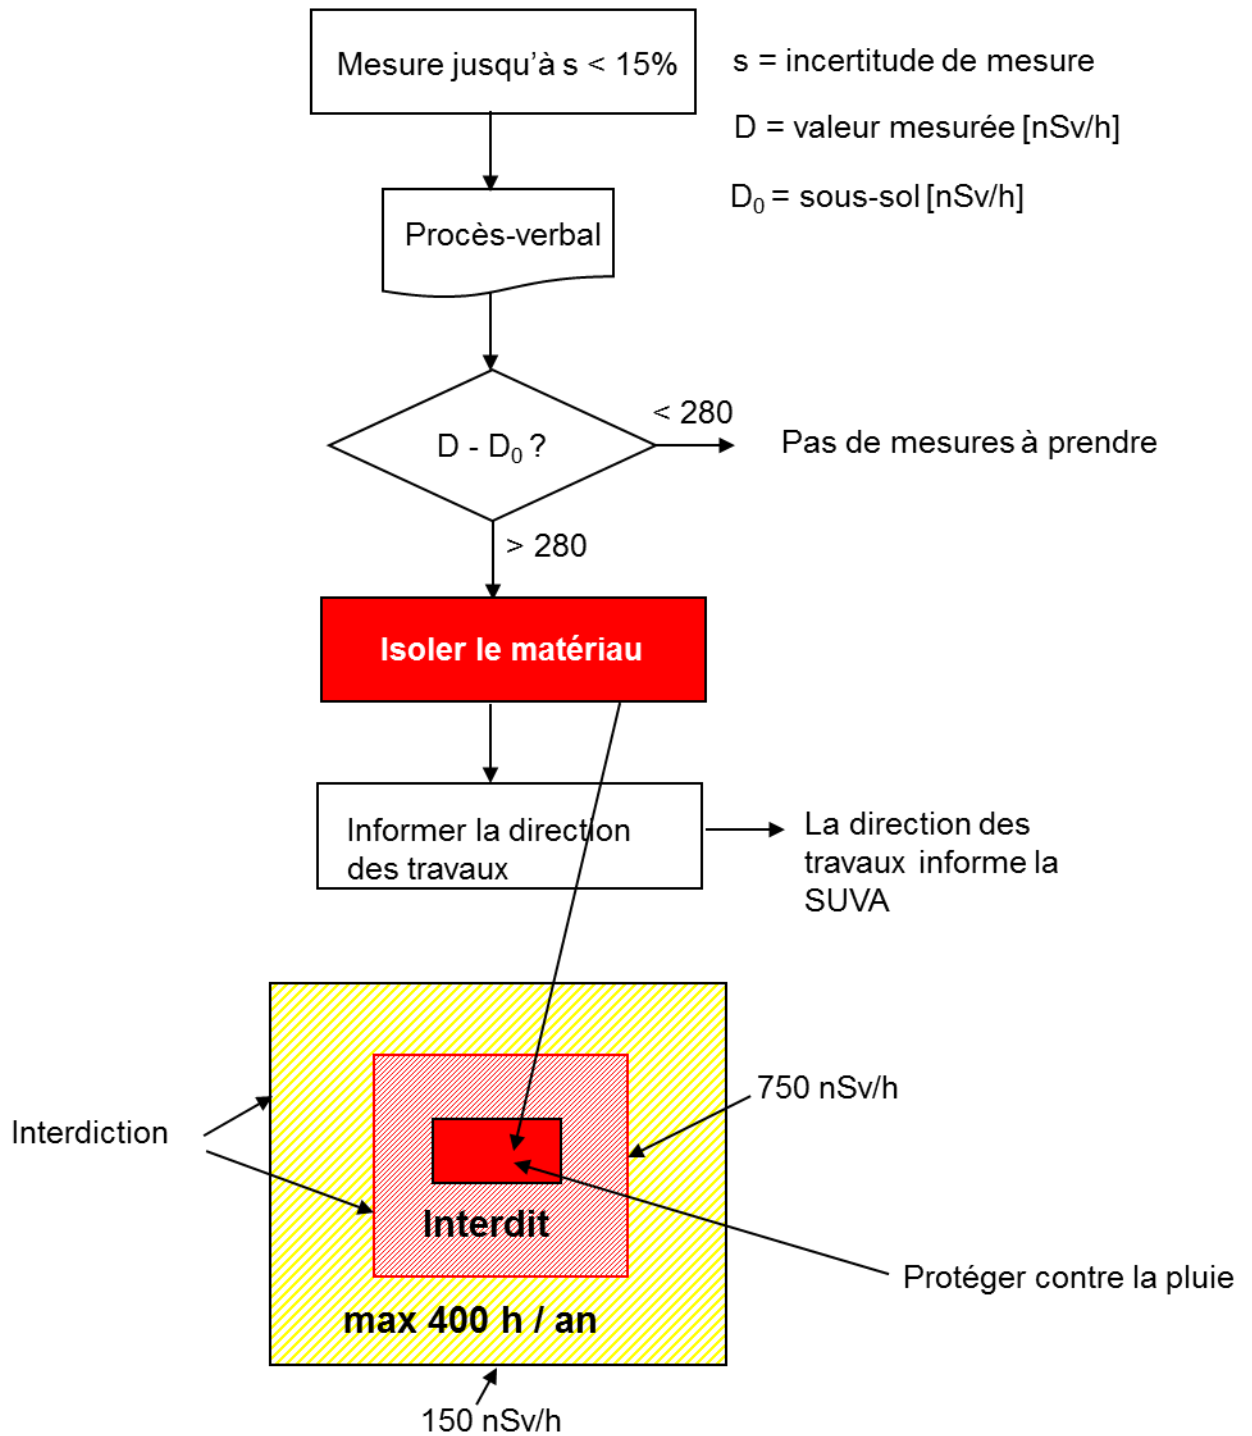 Mesure jusqu'à s < 15%
s = incertitude de mesure
D = valeur mesurée [nSv/h]
D₀ = sous-sol [nSv/h]
Procès-verbal
D - D₀ ?
< 280
Pas de mesures à prendre
> 280
Isoler le matériau
Informer la direction
des travaux
La direction des
travaux informe la
SUVA
750 nSv/h
Interdiction
Interdit
Protéger contre la pluie
max 400 h / an
150 nSv/h